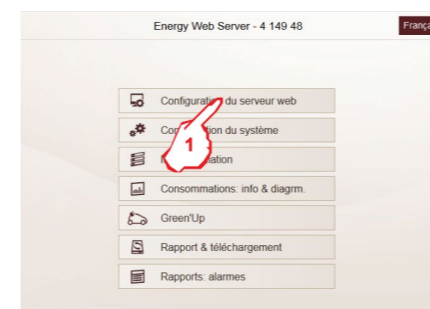 Energy Web Server - 4 149 48
França
Configuration du serveur web
du système
1
Consommations: info & diagrm.
Green'Up
Rapport & téléchargement
Rapports: alarmes